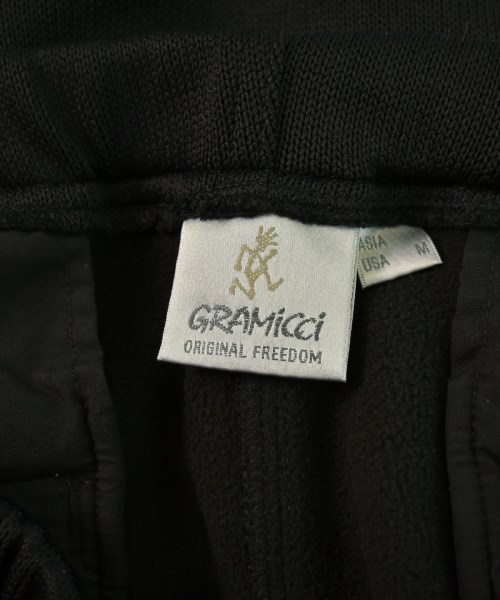 GRAMicci
ORIGINAL FREEDOM
ASIA M
USA